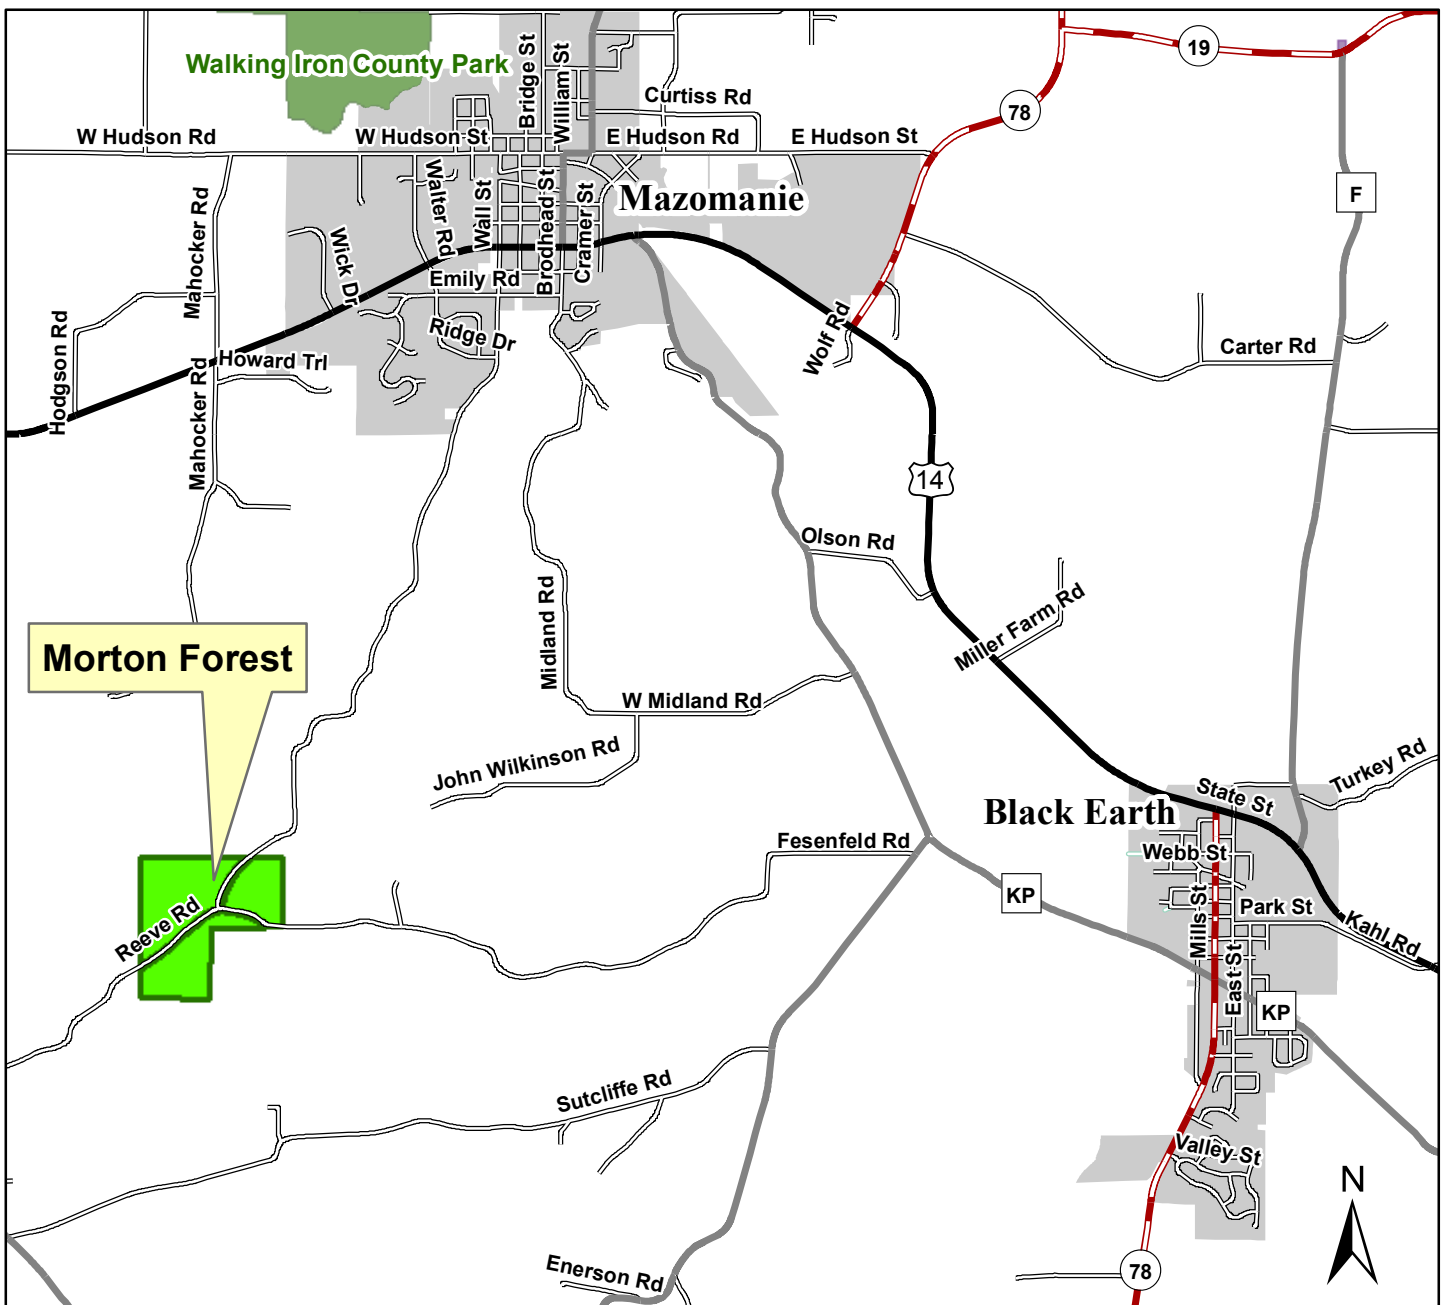 Walking Iron County Park
Bridge St
William St
Curtiss Rd
19
78
W Hudson Rd
W Hudson St
E Hudson Rd
E Hudson St
F
Mahocker Rd
Walter Rd
Wall St
Brodhead St
Cramer St
Mazomanie
Wick Dr
Emily Rd
Ridge Dr
Wolf Rd
Hodgson Rd
Howard Trl
Mahocker Rd
Carter Rd
14
Olson Rd
Miller Farm Rd
Midland Rd
Morton Forest
W Midland Rd
John Wilkinson Rd
Turkey Rd
State St
Black Earth
Fesenfeld Rd
Webb St
KP
Mills St
Park St
Reeve Rd
Kahl Rd
East St
KP
Sutcliffe Rd
Valley St
N
Enerson Rd
78